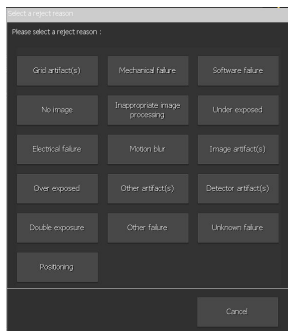 Select a reject reason
Please select a reject reason :
Grid artifact(s)
Mechanical failure
Software failure
No image
Inappropriate image
processing
Under exposed
Electrical failure
Motion blur
Image artifact(s)
Over exposed
Other artifact(s)
Detector artifact(s)
Double exposure
Other failure
Unknown failure
Positioning
Cancel